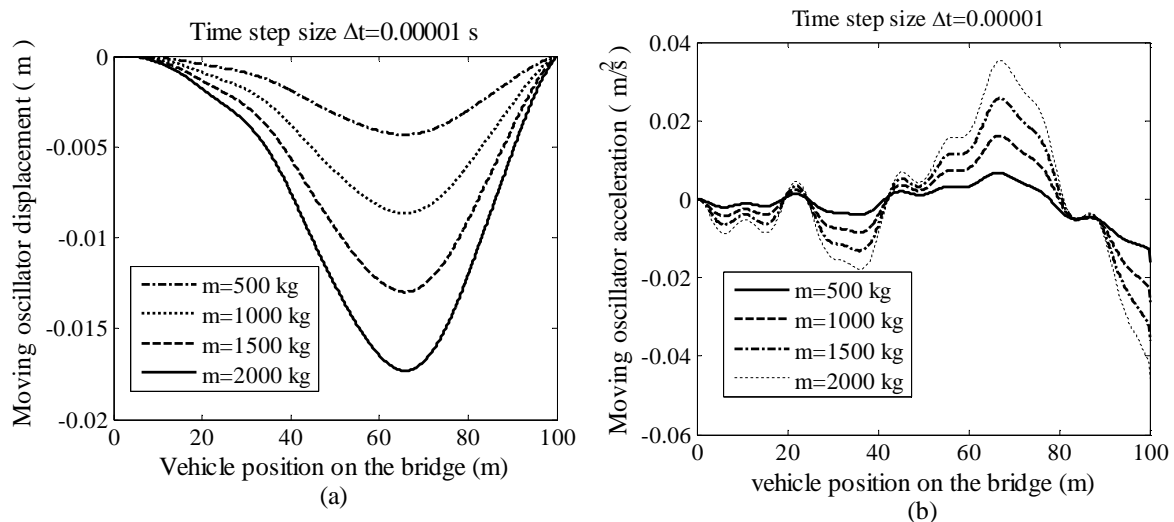 Time step size Δt=0.00001 s
Moving oscillator displacement ( m )
0
-0.005
-0.01
-0.015
-0.02
m=500 kg
m=1000 kg
m=1500 kg
m=2000 kg
0 20 40 60 80 100
Vehicle position on the bridge (m)
(a)
Time step size Δt=0.00001
Moving oscillator acceleration ( m/s²)
0.04
0.02
0
-0.02
-0.04
-0.06
m=500 kg
m=1000 kg
m=1500 kg
m=2000 kg
0 20 40 60 80 100
vehicle position on the bridge (m)
(b)